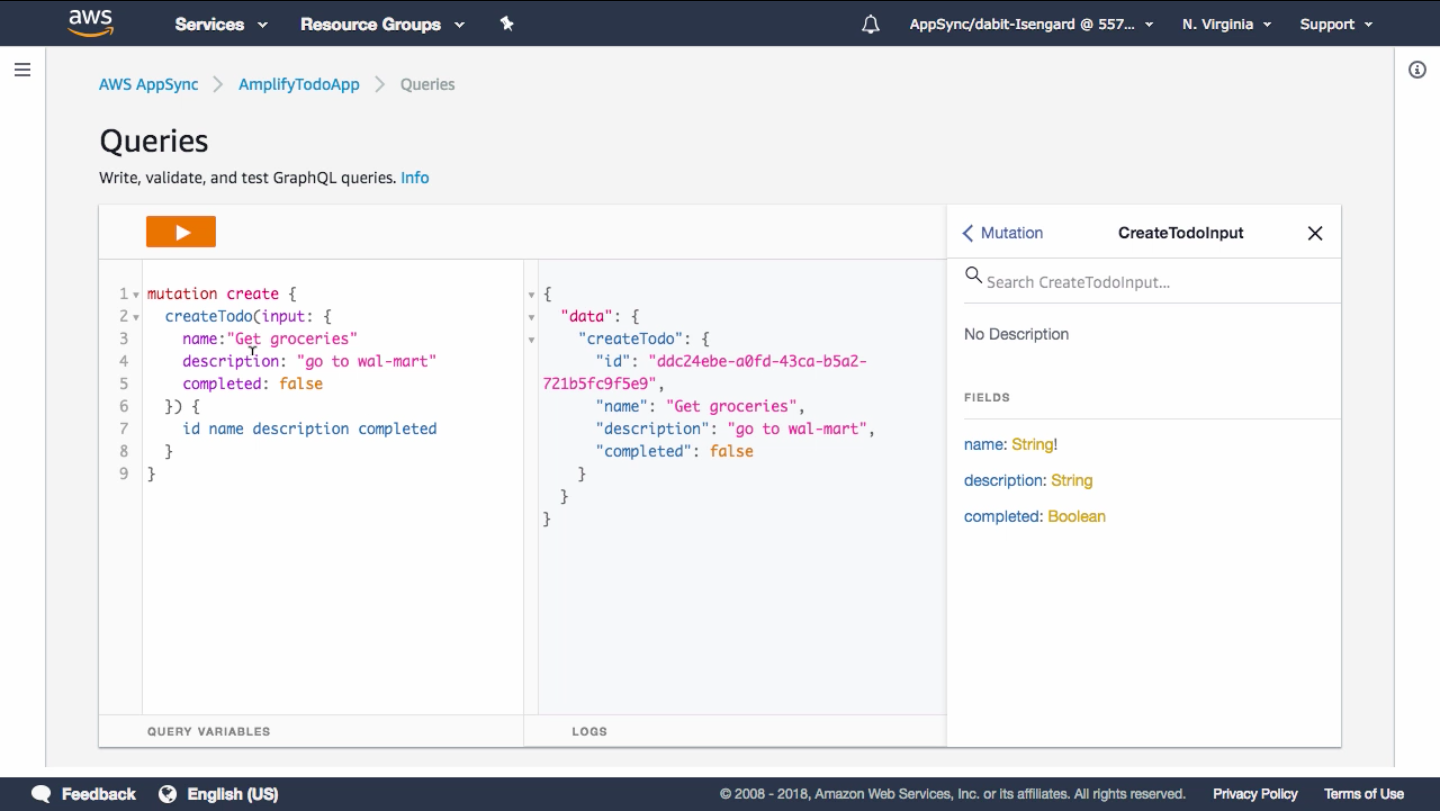 aws Services Resource Groups AppSync/dabit-Isengard @ 557... N. Virginia Support
AWS AppSync AmplifyTodoApp Queries
Queries
Write, validate, and test GraphQL queries. Info
1 mutation create {
2 createTodo(input: {
3 name:"Get groceries"
4 description: "go to wal-mart"
5 completed: false
6 }) {
7 id name description completed
8 }
9 }
QUERY VARIABLES
{
"data": {
"createTodo": {
"id": "ddc24ebe-a0fd-43ca-b5a2-
721b5fc9f5e9",
"name": "Get groceries",
"description": "go to wal-mart",
"completed": false
}
}
}
LOGS
Mutation CreateTodoInput
Search CreateTodoInput...
No Description
FIELDS
name: String!
description: String
completed: Boolean
Feedback English (US) © 2008 - 2018, Amazon Web Services, Inc. or its affiliates. All rights reserved. Privacy Policy Terms of Use